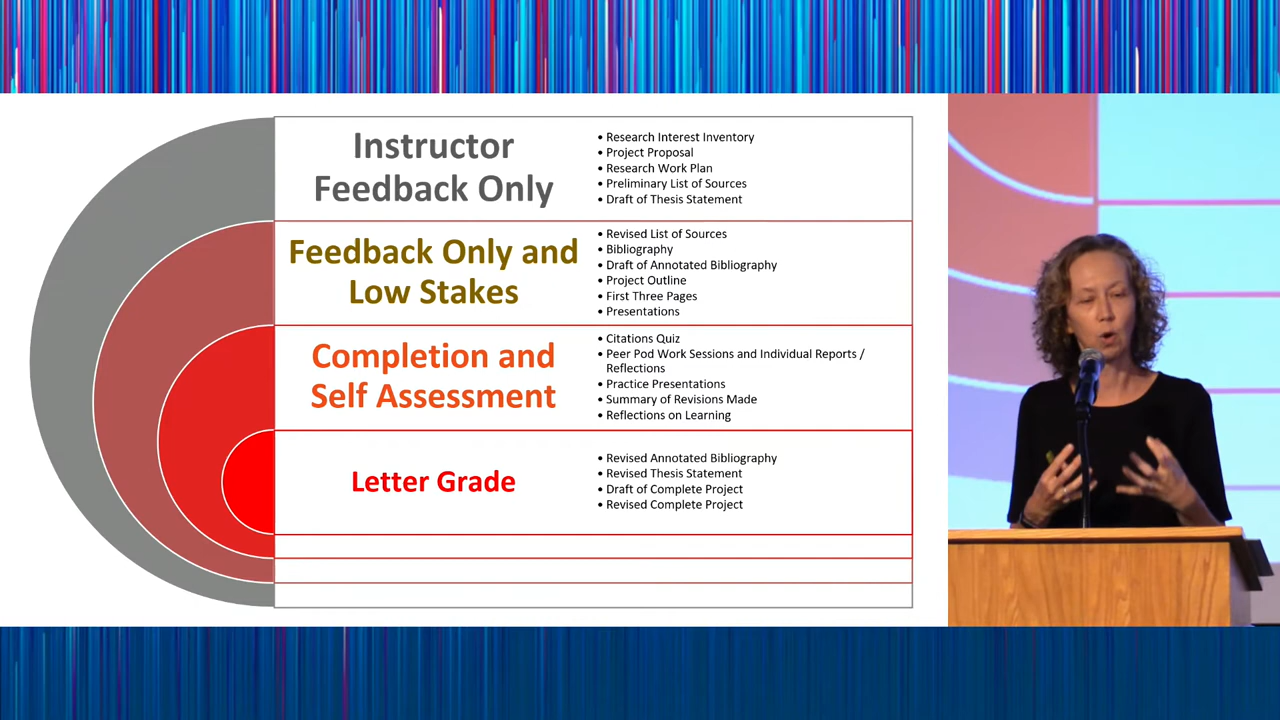 Instructor
Feedback Only
• Research Interest Inventory
• Project Proposal
• Research Work Plan
• Preliminary List of Sources
• Draft of Thesis Statement
Feedback Only and
Low Stakes
• Revised List of Sources
• Bibliography
• Draft of Annotated Bibliography
• Project Outline
• First Three Pages
• Presentations
Completion and
Self Assessment
• Citations Quiz
• Peer Pod Work Sessions and Individual Reports /
Reflections
• Practice Presentations
• Summary of Revisions Made
• Reflections on Learning
Letter Grade
• Revised Annotated Bibliography
• Revised Thesis Statement
• Draft of Complete Project
• Revised Complete Project